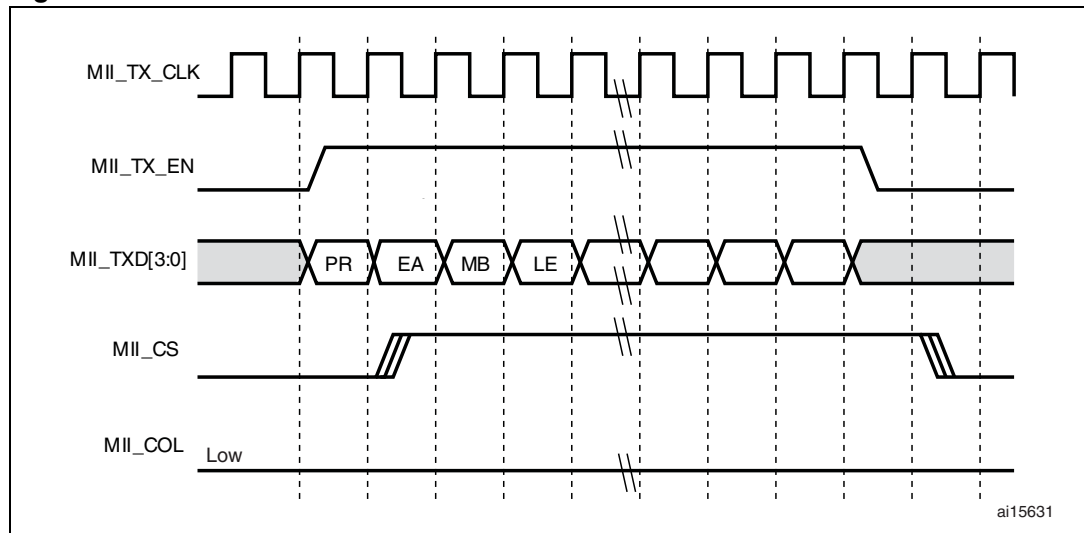 MII_TX_CLK
MII_TX_EN
MII_TXD[3:0] PR EA MB LE
MII_CS
MII_COL Low
ai15631